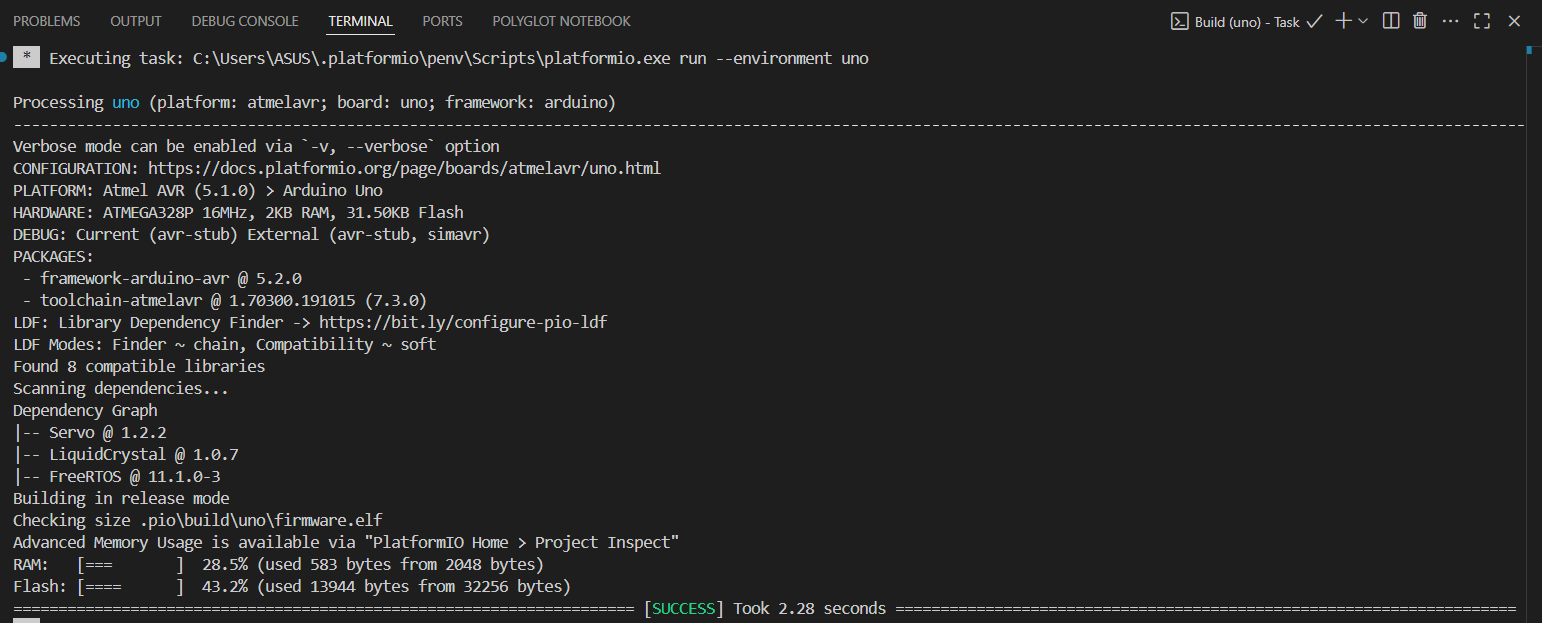 PROBLEMS OUTPUT DEBUG CONSOLE TERMINAL PORTS POLYGLOT NOTEBOOK Build (uno) - Task
* Executing task: C:\Users\ASUS\.platformio\penv\Scripts\platformio.exe run --environment uno
Processing uno (platform: atmelavr; board: uno; framework: arduino)
--------------------------------------------------------------------------------------------------------------------------------------------------------------------------
Verbose mode can be enabled via `-v, --verbose` option
CONFIGURATION: https://docs.platformio.org/page/boards/atmelavr/uno.html
PLATFORM: Atmel AVR (5.1.0) > Arduino Uno
HARDWARE: ATMEGA328P 16MHz, 2KB RAM, 31.50KB Flash
DEBUG: Current (avr-stub) External (avr-stub, simavr)
PACKAGES:
 - framework-arduino-avr @ 5.2.0
 - toolchain-atmelavr @ 1.70300.191015 (7.3.0)
LDF: Library Dependency Finder -> https://bit.ly/configure-pio-ldf
LDF Modes: Finder ~ chain, Compatibility ~ soft
Found 8 compatible libraries
Scanning dependencies...
Dependency Graph
|-- Servo @ 1.2.2
|-- LiquidCrystal @ 1.0.7
|-- FreeRTOS @ 11.1.0-3
Building in release mode
Checking size .pio\build\uno\firmware.elf
Advanced Memory Usage is available via "PlatformIO Home > Project Inspect"
RAM:   [===       ]  28.5% (used 583 bytes from 2048 bytes)
Flash: [====      ]  43.2% (used 13944 bytes from 32256 bytes)
===================================================================== [SUCCESS] Took 2.28 seconds =====================================================================